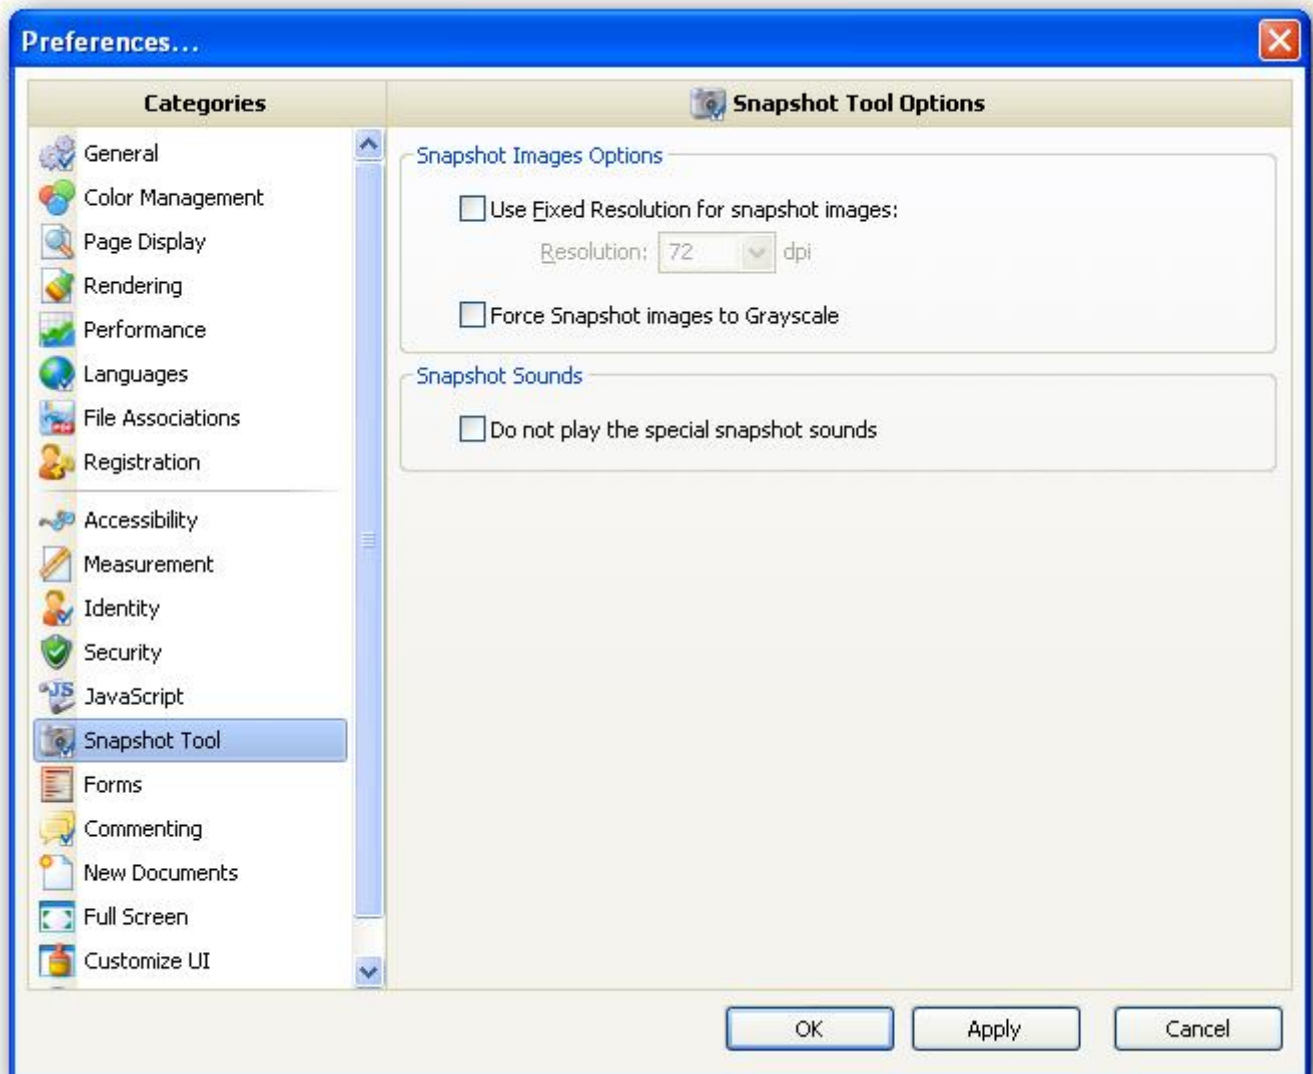 Preferences...
Categories
General
Color Management
Page Display
Rendering
Performance
Languages
File Associations
Registration
Accessibility
Measurement
Identity
Security
JavaScript
Snapshot Tool
Forms
Commenting
New Documents
Full Screen
Customize UI
Snapshot Tool Options
Snapshot Images Options
Use Fixed Resolution for snapshot images:
Resolution: 72 dpi
Force Snapshot images to Grayscale
Snapshot Sounds
Do not play the special snapshot sounds
OK Apply Cancel